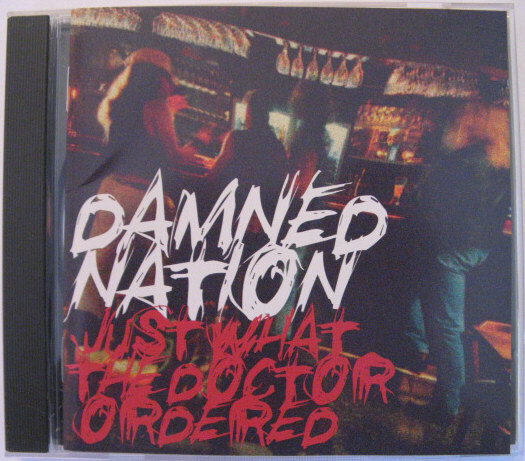 DAMNED
NATION
JUST WHAT
THE DOCTOR
ORDERED